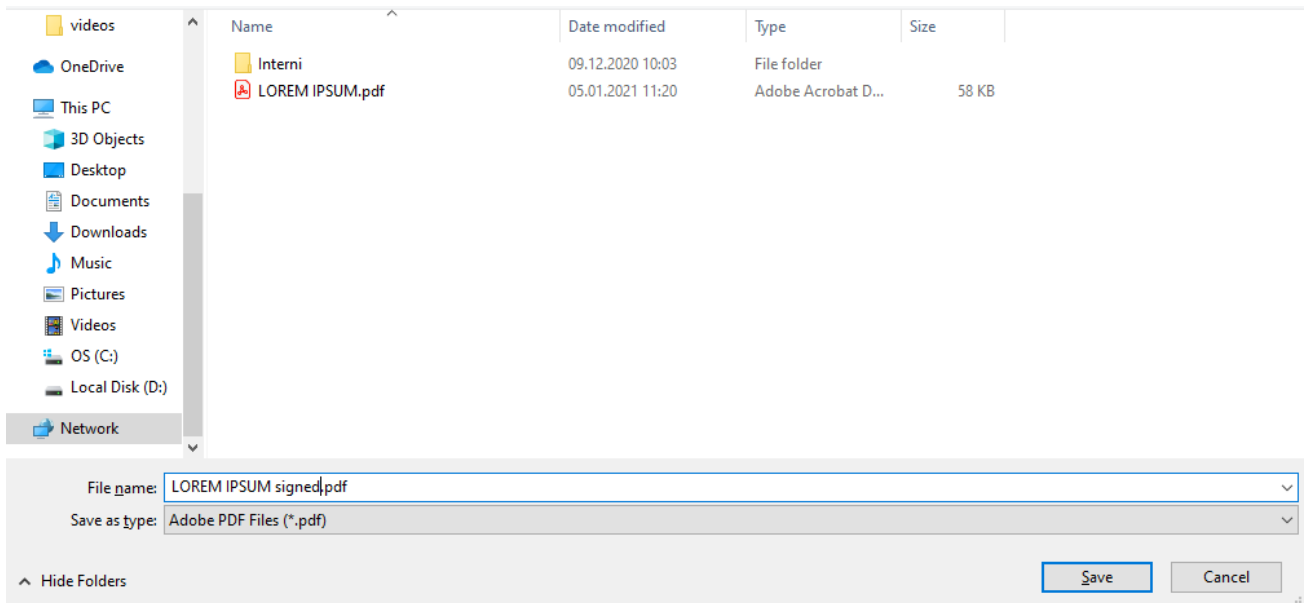 videos
OneDrive
This PC
3D Objects
Desktop
Documents
Downloads
Music
Pictures
Videos
OS (C:)
Local Disk (D:)
Network
Name Date modified Type Size
Interni 09.12.2020 10:03 File folder
LOREM IPSUM.pdf 05.01.2021 11:20 Adobe Acrobat D... 58 KB
File name: LOREM IPSUM signed.pdf
Save as type: Adobe PDF Files (*.pdf)
Hide Folders Save Cancel